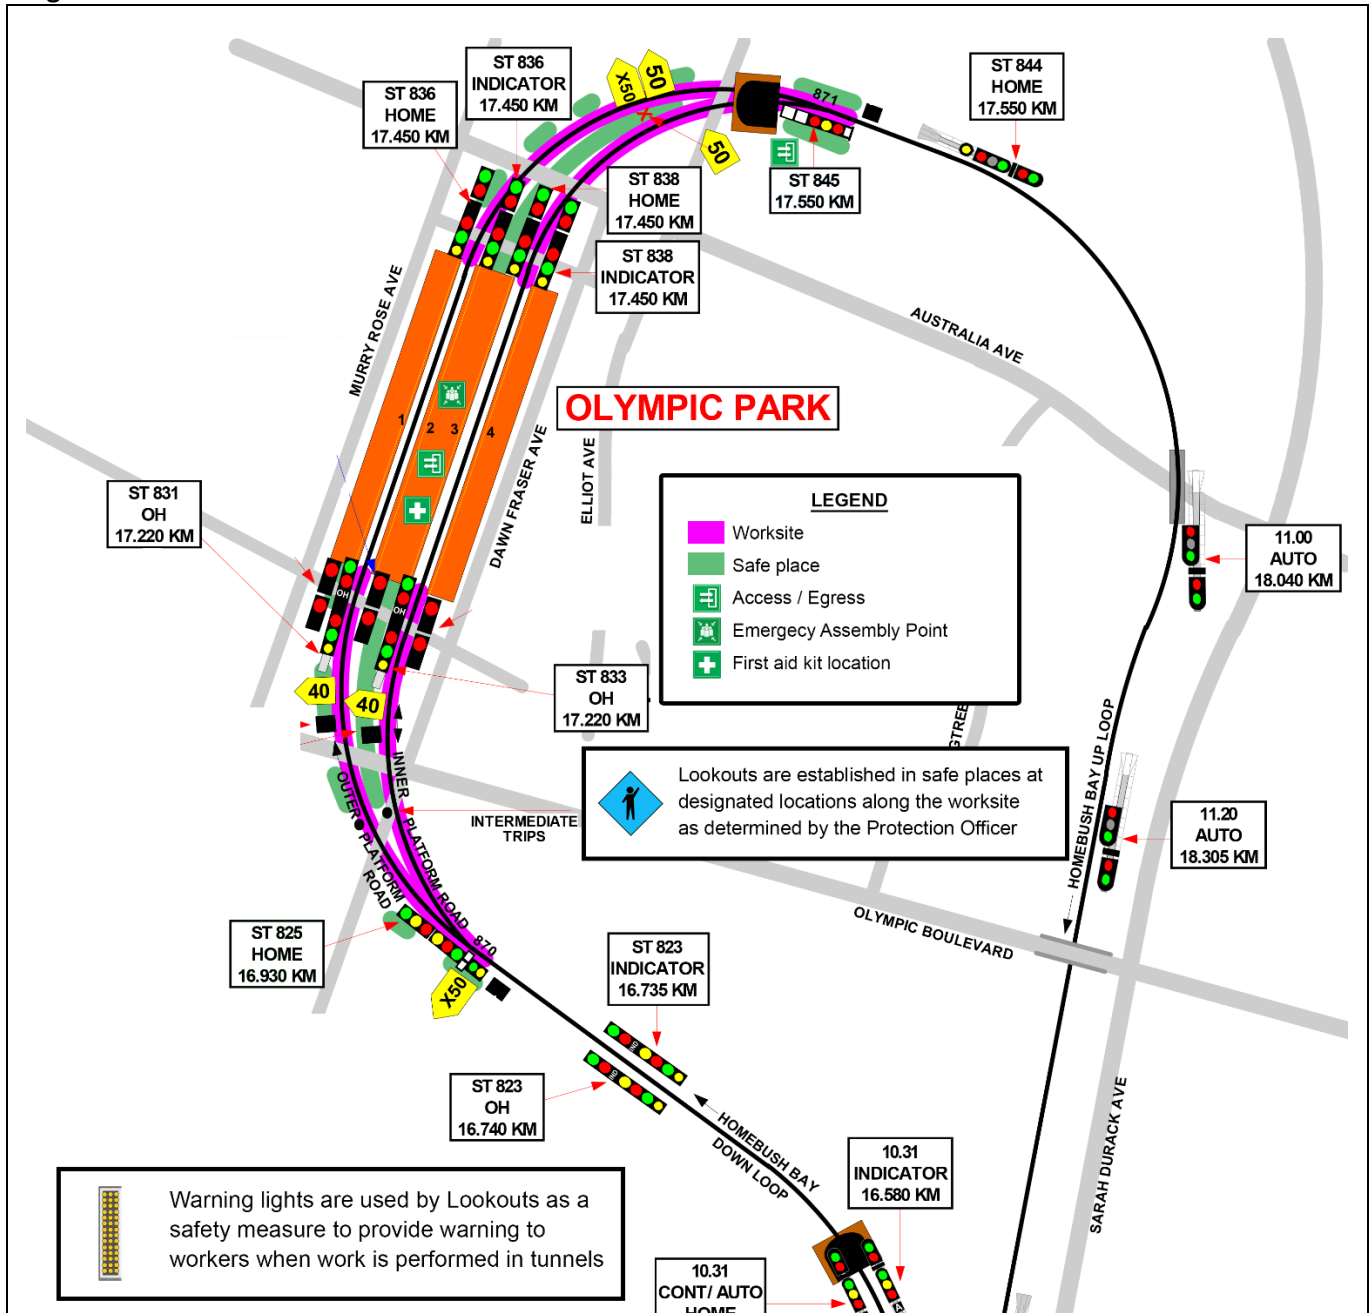 ST 836
INDICATOR
17.450 KM
ST 836
HOME
17.450 KM
X50
50
50
871
ST 844
HOME
17.550 KM
ST 845
17.550 KM
ST 838
HOME
17.450 KM
ST 838
INDICATOR
17.450 KM
MURRY ROSE AVE
AUSTRALIA AVE
OLYMPIC PARK
1
2
3
4
DAWN FRASER AVE
ELLIOT AVE
LEGEND
Worksite
Safe place
Access / Egress
Emergecy Assembly Point
First aid kit location
ST 831
OH
17.220 KM
11.00
AUTO
18.040 KM
OH
OH
ST 833
OH
17.220 KM
40
40
GTREE
HOMEBUSH BAY UP LOOP
Lookouts are established in safe places at
designated locations along the worksite
as determined by the Protection Officer
INTERMEDIATE
TRIPS
OUTER
PLATFORM
ROAD
INNER
PLATFORM ROAD
11.20
AUTO
18.305 KM
OLYMPIC BOULEVARD
ST 825
HOME
16.930 KM
870
X50
ST 823
INDICATOR
16.735 KM
IND
IND
ST 823
OH
16.740 KM
HOMEBUSH BAY
DOWN LOOP
SARAH DURACK AVE
10.31
INDICATOR
16.580 KM
Warning lights are used by Lookouts as a
safety measure to provide warning to
workers when work is performed in tunnels
10.31
CONT/ AUTO
HOME